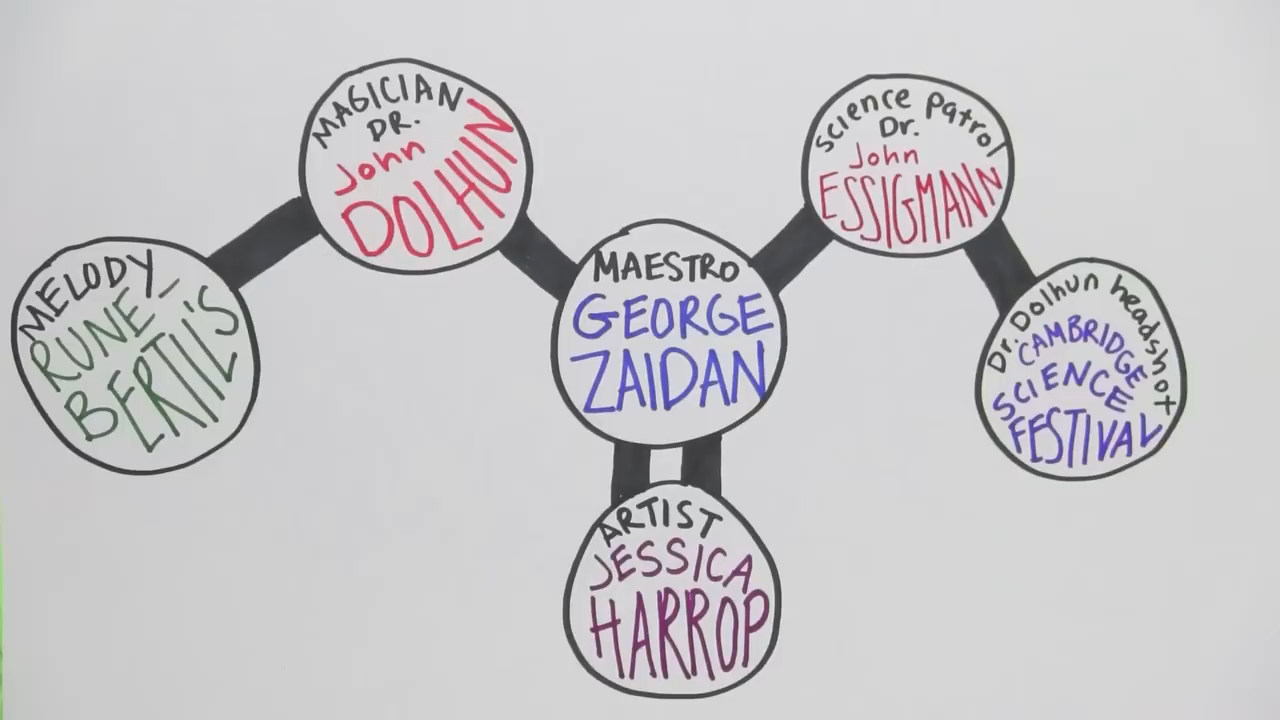 MELODY
RUNE-
BERTIL'S
MAGICIAN
DR.
John
DOLHUN
MAESTRO
GEORGE
ZAIDAN
ARTIST
JESSICA
HARROP
Science Patrol
Dr.
John
ESSIGMANN
Dr. Dolhun headshot
CAMBRIDGE
SCIENCE
FESTIVAL